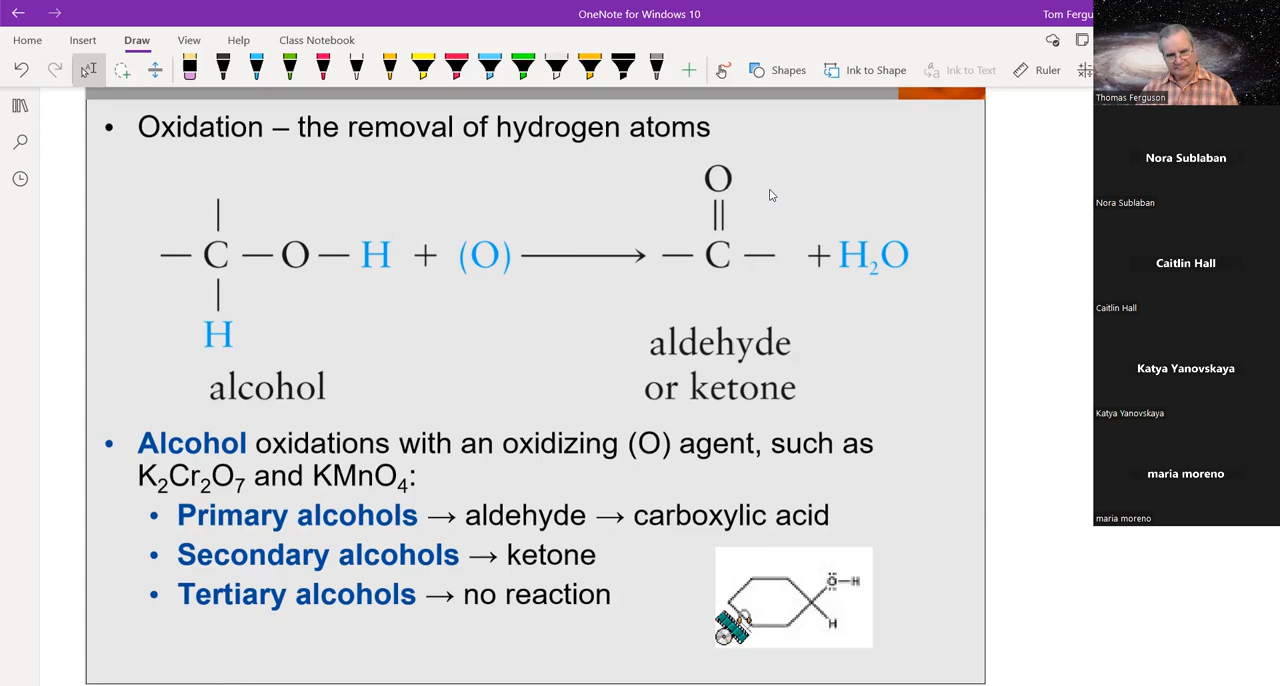 OneNote for Windows 10
Tom Fergu
Home Insert Draw View Help Class Notebook
Shapes Ink to Shape Ink to Text Ruler
• Oxidation – the removal of hydrogen atoms
O
||
— C — O — H + (O) ⟶ — C — + H₂O
H
aldehyde
alcohol or ketone
• Alcohol oxidations with an oxidizing (O) agent, such as
K₂Cr₂O₇ and KMnO₄:
• Primary alcohols → aldehyde → carboxylic acid
• Secondary alcohols → ketone
• Tertiary alcohols → no reaction
O—H
H
Thomas Ferguson
Nora Sublaban
Nora Sublaban
Caitlin Hall
Caitlin Hall
Katya Yanovskaya
Katya Yanovskaya
maria moreno
maria moreno